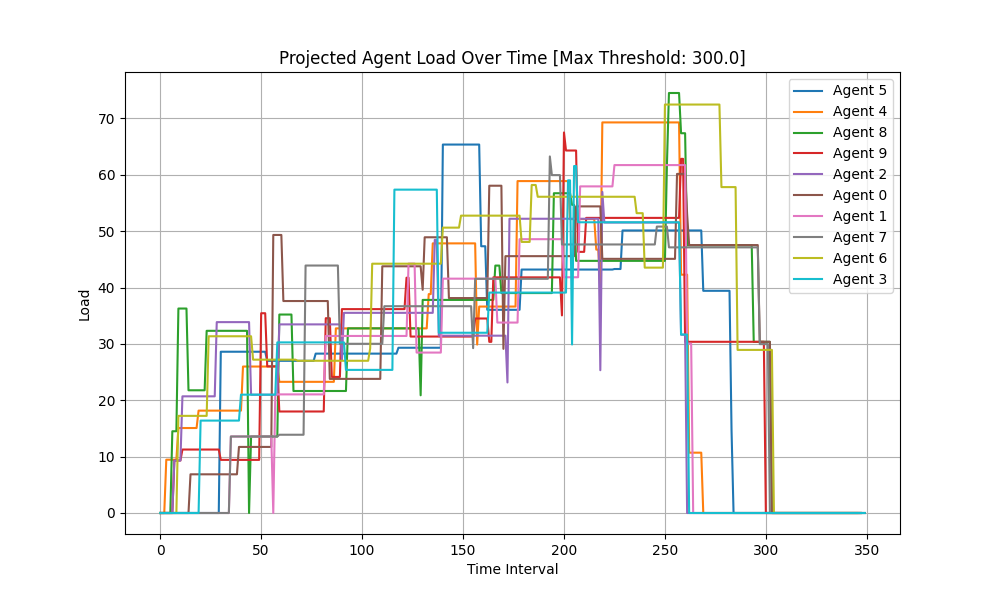 Projected Agent Load Over Time [Max Threshold: 300.0]
Load
70
60
50
40
30
20
10
0
0 50 100 150 200 250 300 350
Time Interval
Agent 5
Agent 4
Agent 8
Agent 9
Agent 2
Agent 0
Agent 1
Agent 7
Agent 6
Agent 3